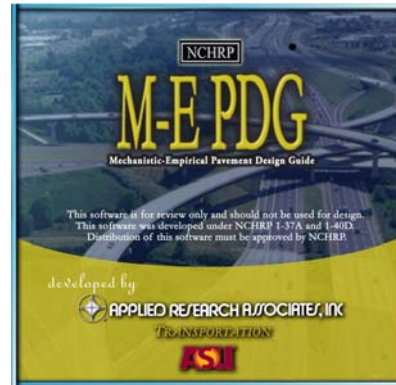 NCHRP
M-E PDG
Mechanistic-Empirical Pavement Design Guide
This software is for review only and should not be used for design.
This software was developed under NCHRP 1-37A and 1-40D.
Distribution of this software must be approved by NCHRP.
developed by
APPLIED RESEARCH ASSOCIATES, INC
TRANSPORTATION
ASU